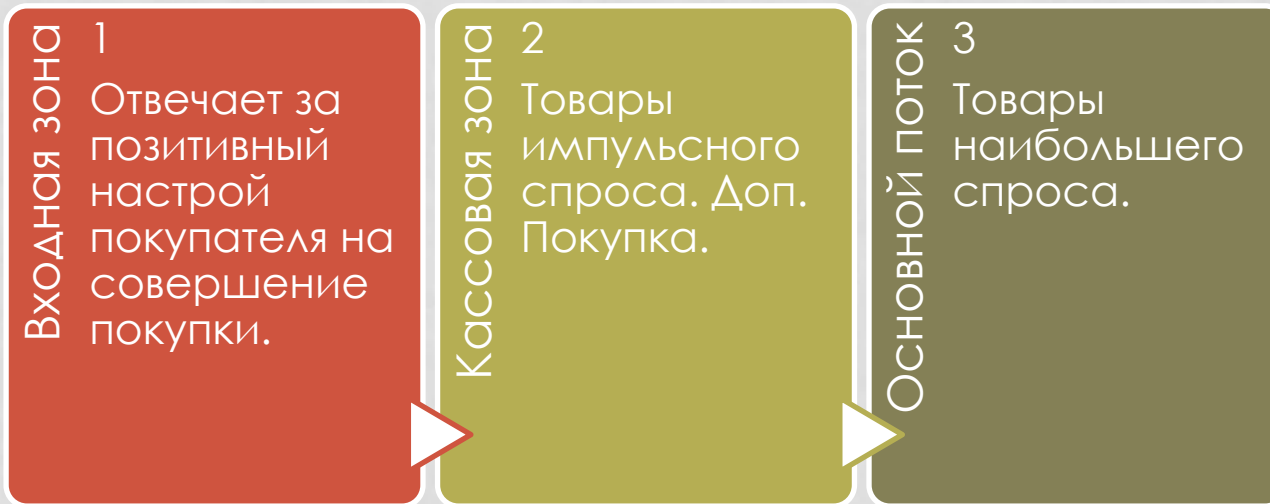 Входная зона
1
Отвечает за
позитивный
настрой
покупателя на
совершение
покупки.
Кассовая зона
2
Товары
импульсного
спроса. Доп.
Покупка.
Основной поток
3
Товары
наибольшего
спроса.